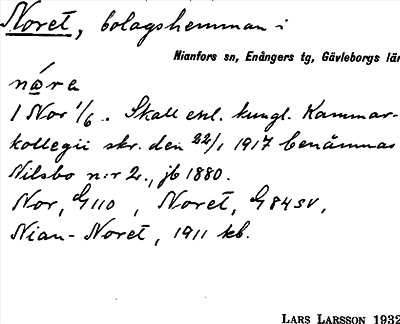 Noret, bolagshemman i
Nianfors sn, Enångers tg, Gävleborgs län
nǽra
1 Nor 1/6. Skall enl. kungl. Kammar-
kollegii skr. den 22/1 1917 benämnas
Nilsbo n:r 2., jb 1880.
Nor, G110, Noret, G84SV,
Nian-Noret, 1911 kb.
LARS LARSSON 1932